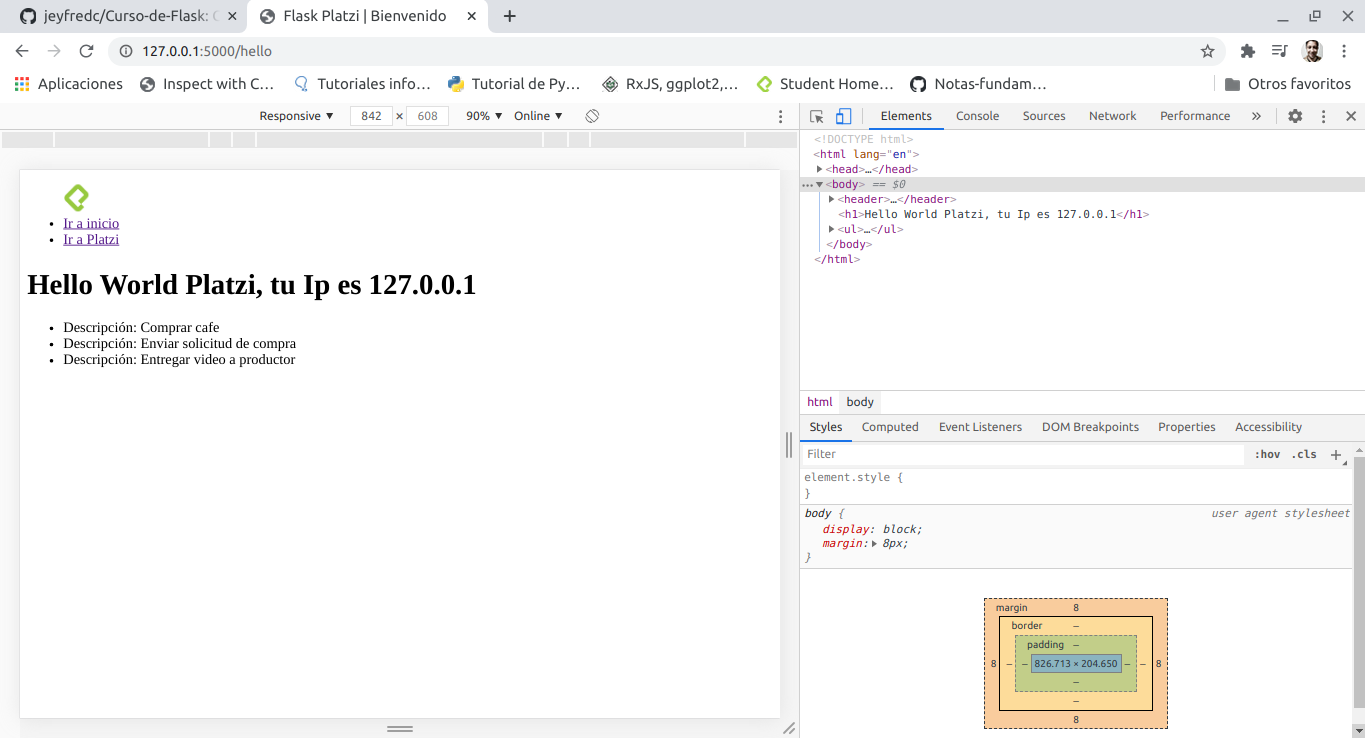 jeyfredc/Curso-de-Flask: C
Flask Platzi | Bienvenido
127.0.0.1:5000/hello
Aplicaciones Inspect with C… Tutoriales info… Tutorial de Py… RxJS, ggplot2,… Student Home… Notas-fundam… Otros favoritos
Responsive 842 × 608 90% Online
Ir a inicio
Ir a Platzi
Hello World Platzi, tu Ip es 127.0.0.1
Descripción: Comprar cafe
Descripción: Enviar solicitud de compra
Descripción: Entregar video a productor
Elements Console Sources Network Performance »
<!DOCTYPE html>
<html lang="en">
<head>…</head>
<body> == $0
<header>…</header>
<h1>Hello World Platzi, tu Ip es 127.0.0.1</h1>
<ul>…</ul>
</body>
</html>
html body
Styles Computed Event Listeners DOM Breakpoints Properties Accessibility
Filter :hov .cls +
element.style {
}
body { user agent stylesheet
display: block;
margin: 8px;
}
margin 8
border –
padding –
8 – – 826.713 × 204.650 – – 8
–
–
8